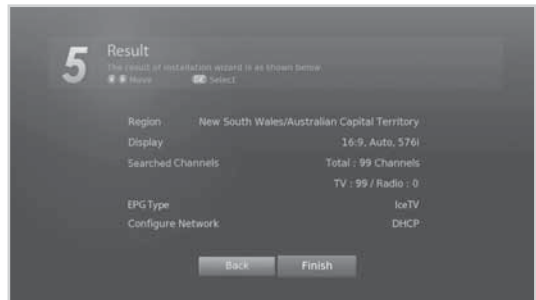 5
Result
The result of installation wizard is as shown below
Move OK Select
Region New South Wales/Australian Capital Territory
Display 16:9, Auto, 576i
Searched Channels Total : 99 Channels
TV : 99 / Radio : 0
EPG Type IceTV
Configure Network DHCP
Back Finish